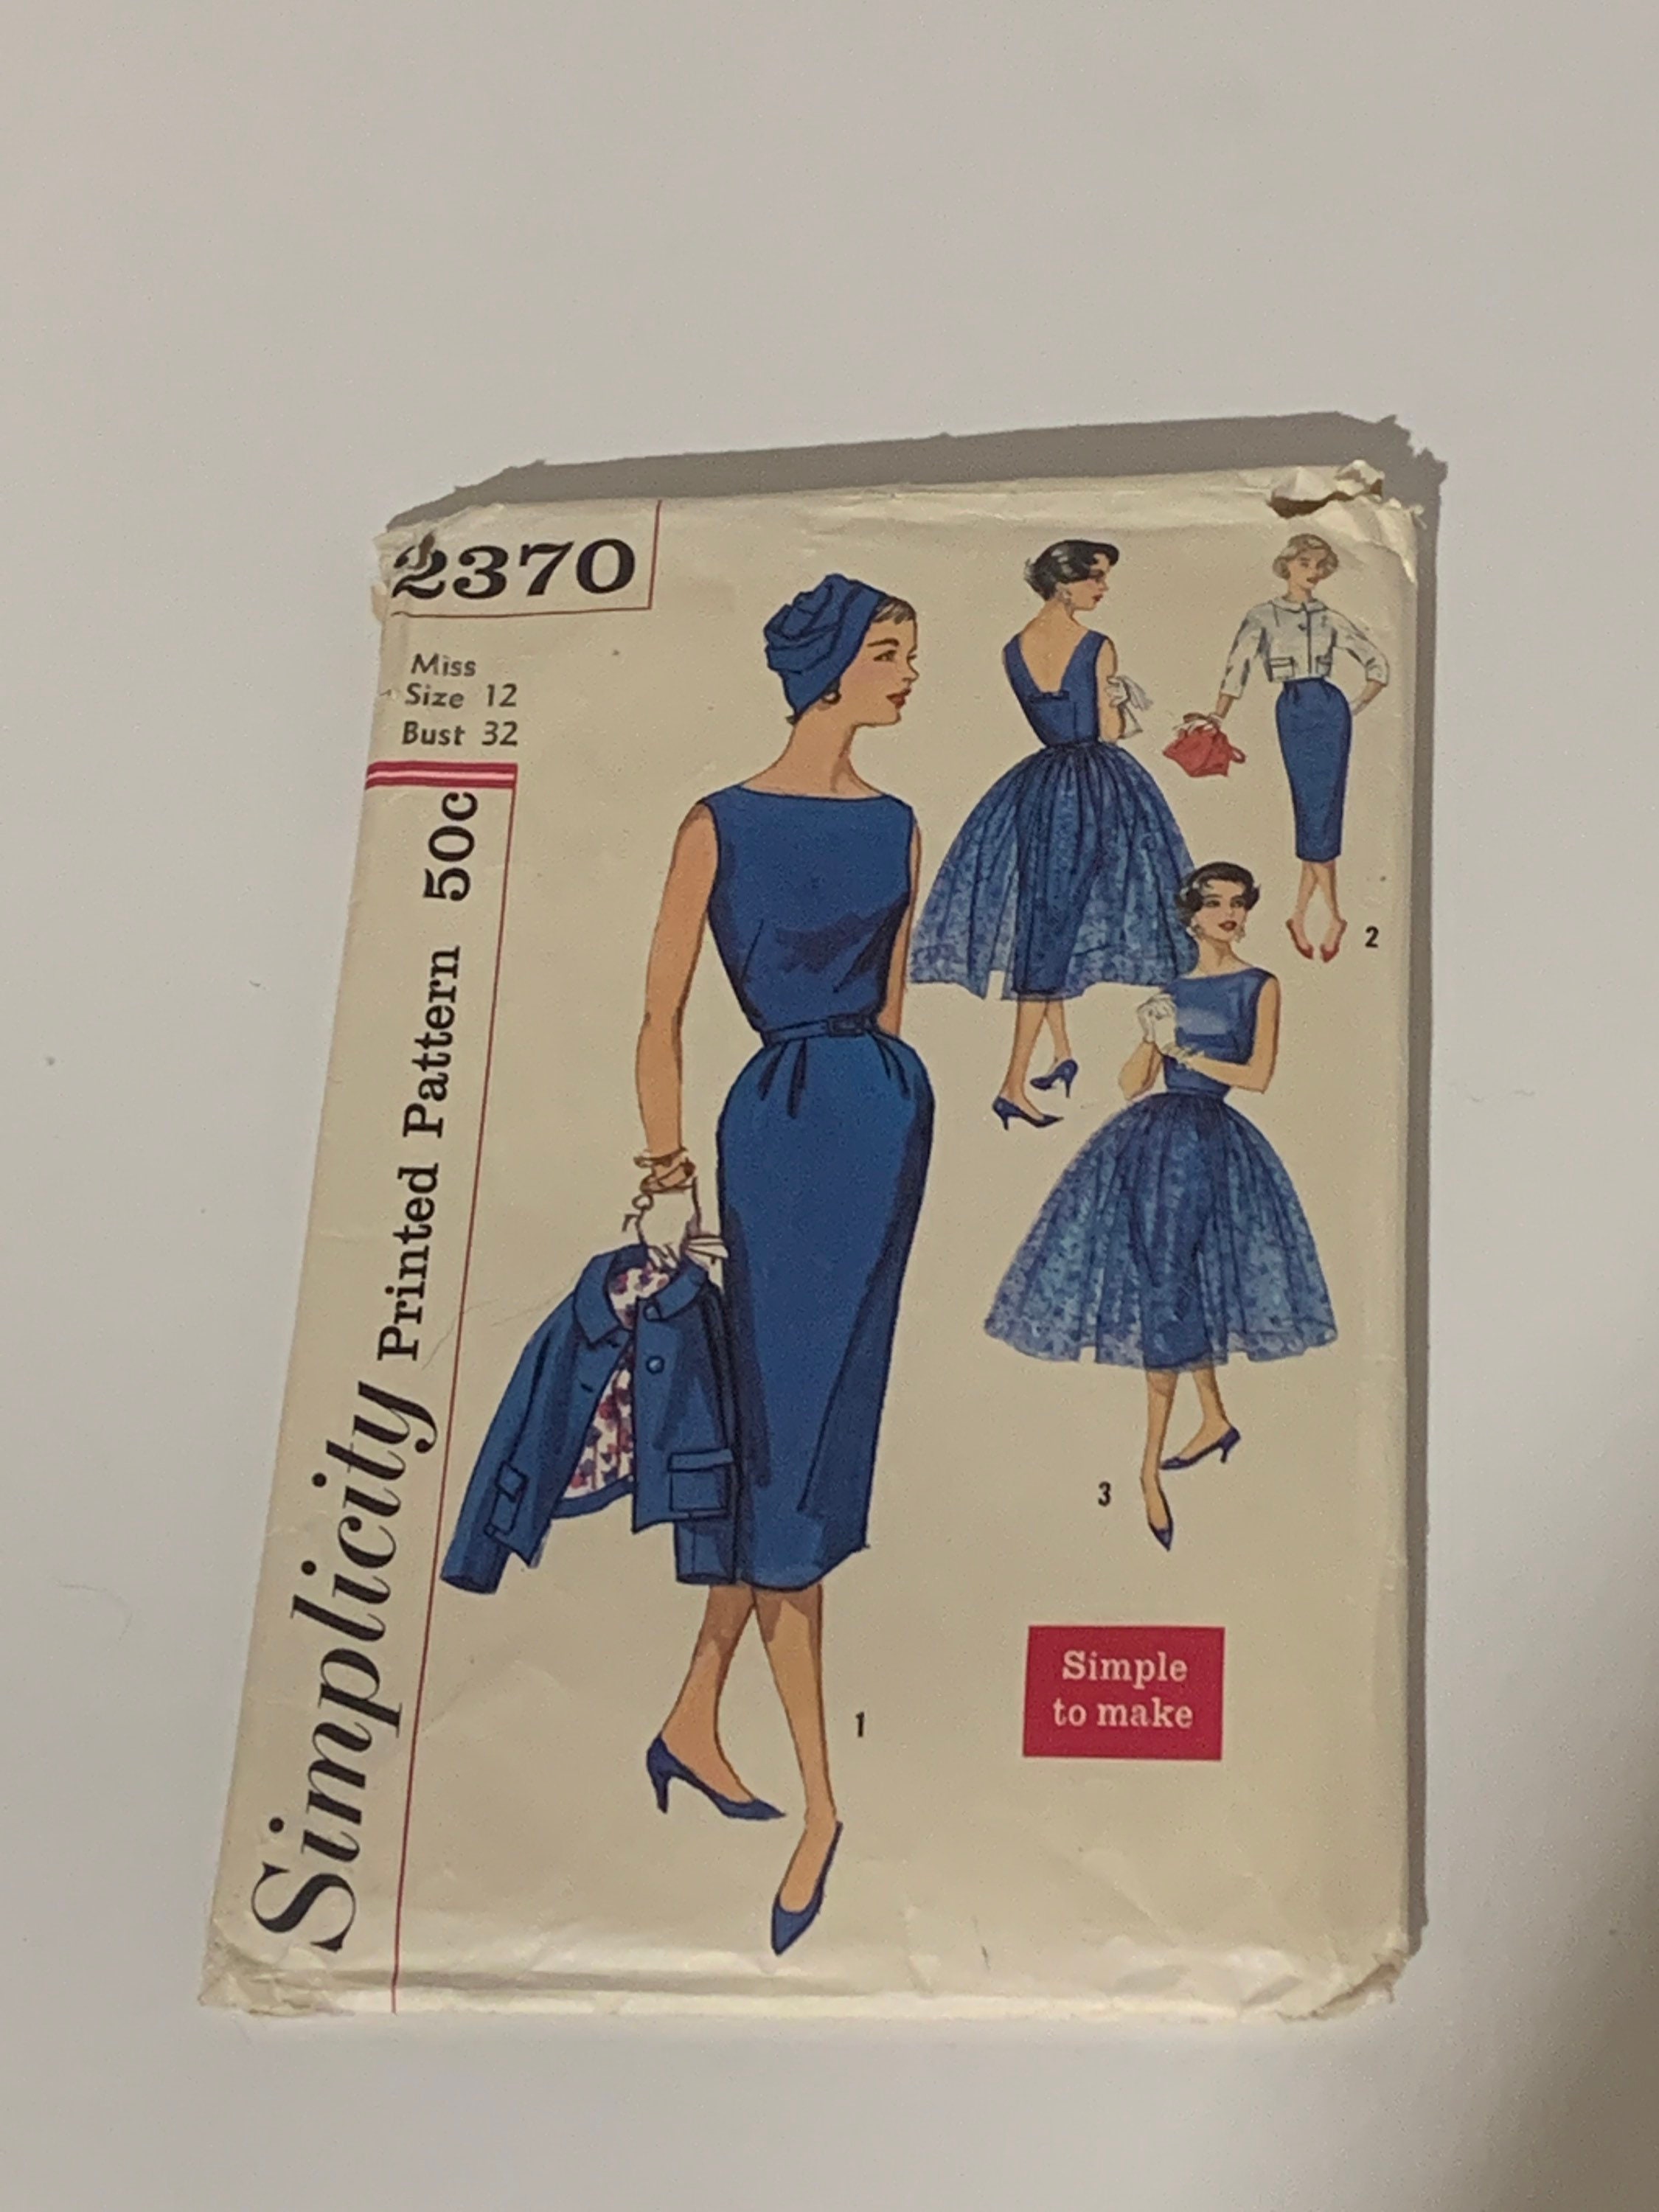 2370
Miss
Size 12
Bust 32
Simplicity Printed Pattern 50c
1
2
3
Simple
to make